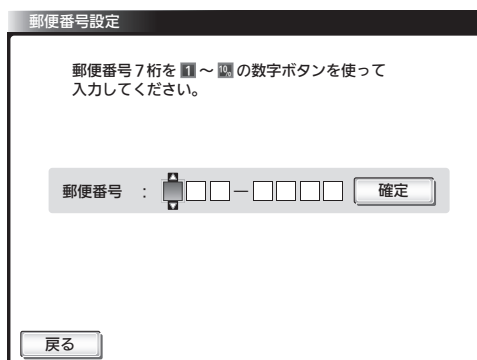 郵便番号設定
郵便番号7桁を 1 ~ 10 の数字ボタンを使って
入力してください。
郵便番号 : □□□－□□□□ 確定
戻る